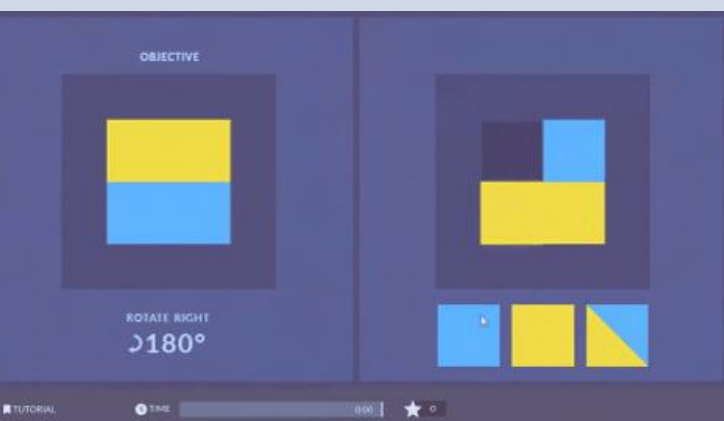 OBJECTIVE
ROTATE RIGHT
180°
TUTORIAL
TIME
0:00
0